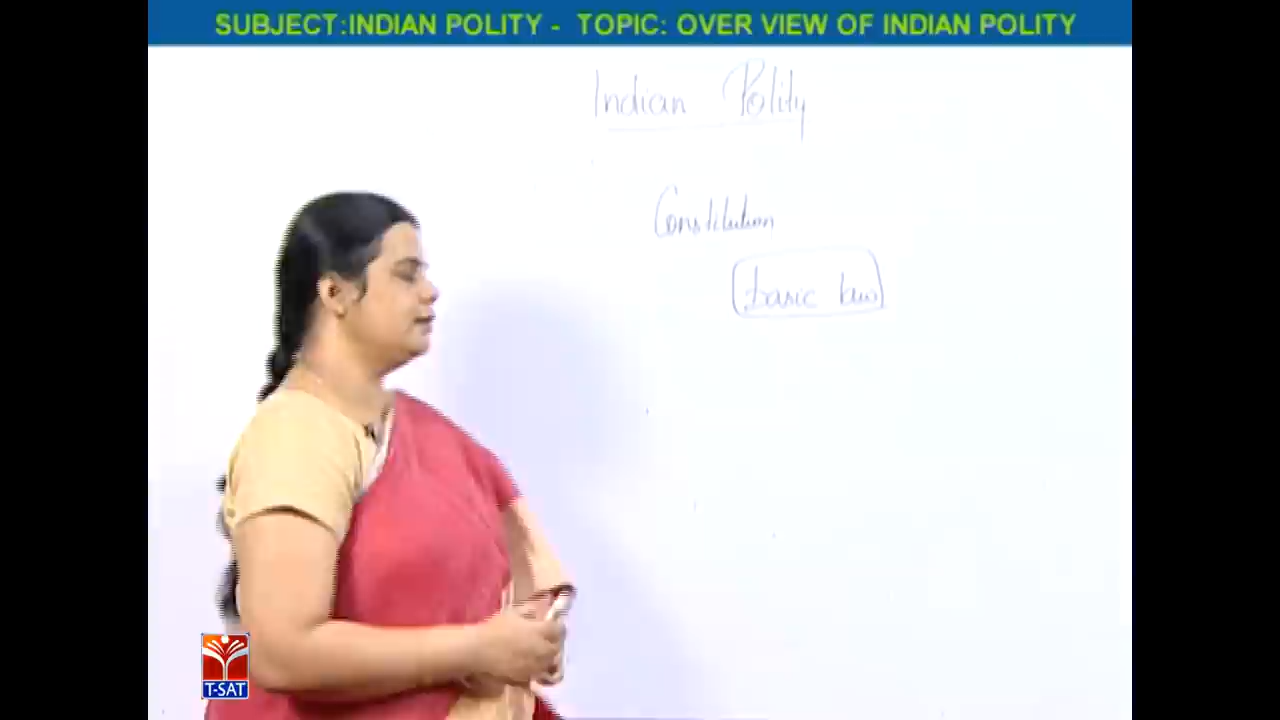 SUBJECT:INDIAN POLITY - TOPIC: OVER VIEW OF INDIAN POLITY
Indian Polity
Constitution
basic law
T-SAT